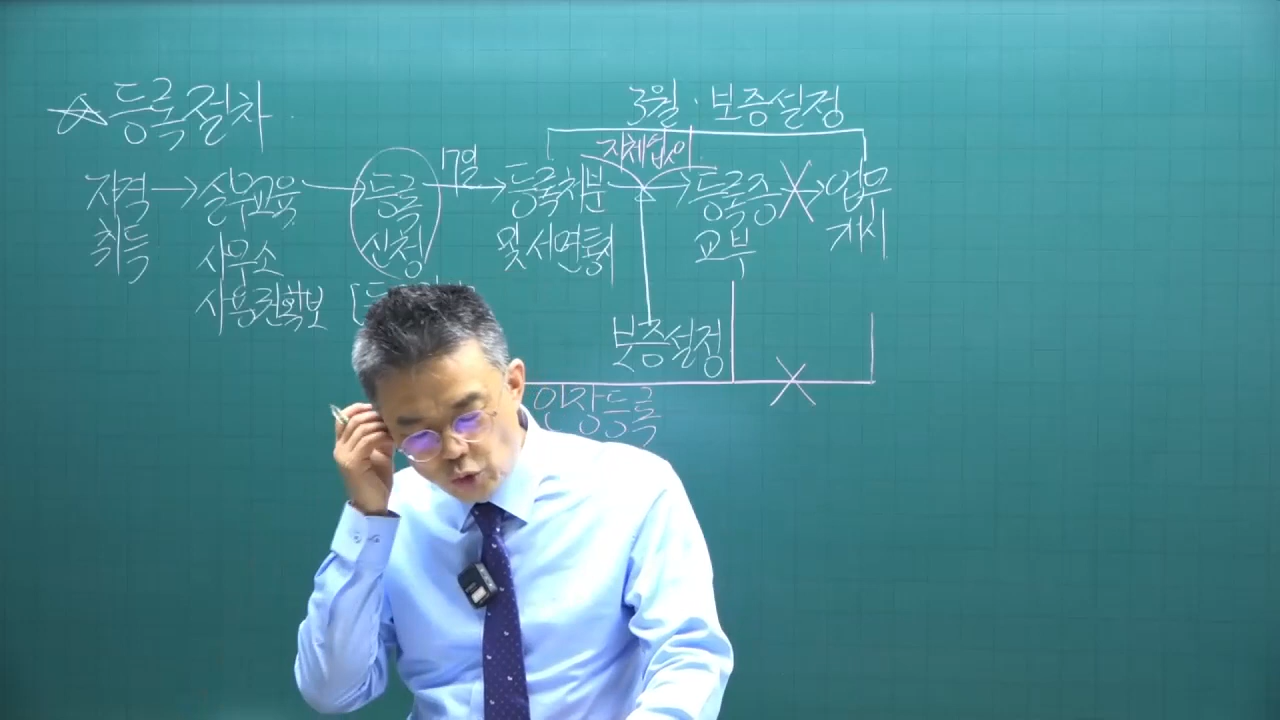 등록절차
3월·보증설정
지체없이
자격 → 실무교육 → 등록 7일 → 등록처분 → 등록증 → 업무
취득 신청 및 서면통지 교부 개시
사무소
사용권확보
보증설정
인장등록